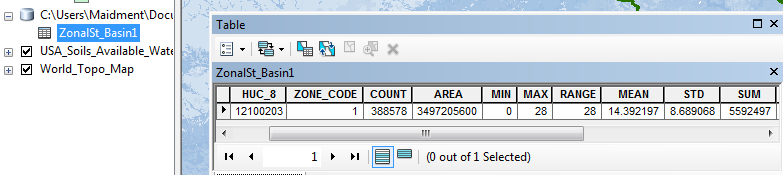 C:\Users\Maidment\Docu
ZonalSt_Basin1
USA_Soils_Available_Wate
World_Topo_Map
Table
ZonalSt_Basin1
HUC_8 ZONE_CODE COUNT AREA MIN MAX RANGE MEAN STD SUM
12100203 1 388578 3497205600 0 28 28 14.392197 8.689068 5592497
1 (0 out of 1 Selected)